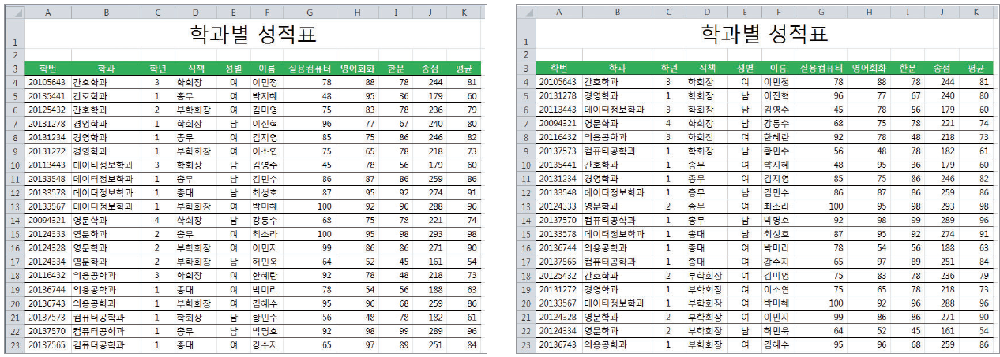 A B C D E F G H I J K
1 학과별 성적표
2
3 학번 학과 학년 직책 성별 이름 실용컴퓨터 영어회화 한문 총점 평균
4 20105643 간호학과 3 학회장 여 이민정 78 88 78 244 81
5 20135441 간호학과 1 총무 여 박지혜 48 95 36 179 60
6 20125432 간호학과 2 부학회장 여 김미영 75 83 78 236 79
7 20131278 경영학과 1 학회장 남 이진혁 96 77 67 240 80
8 20131234 경영학과 1 총무 여 김지영 85 75 86 246 82
9 20131272 경영학과 1 부학회장 여 이소연 75 65 78 218 73
10 20113443 데이터정보학과 3 학회장 남 김영수 45 78 56 179 60
11 20133548 데이터정보학과 1 총무 남 김민수 86 87 86 259 86
12 20133578 데이터정보학과 1 총대 남 최성호 87 95 92 274 91
13 20133567 데이터정보학과 1 부학회장 여 박미혜 100 92 96 288 96
14 20094321 영문학과 4 학회장 남 강동수 68 75 78 221 74
15 20124333 영문학과 2 총무 여 최소라 100 95 98 293 98
16 20124328 영문학과 2 부학회장 여 이민지 99 86 86 271 90
17 20124334 영문학과 2 부학회장 남 허민욱 64 52 45 161 54
18 20116432 의용공학과 3 학회장 여 한혜란 92 78 48 218 73
19 20136744 의용공학과 1 총대 여 박미리 78 54 56 188 63
20 20136743 의용공학과 1 부학회장 여 김혜수 95 96 68 259 86
21 20137573 컴퓨터공학과 1 학회장 남 황민수 56 48 78 182 61
22 20137570 컴퓨터공학과 1 총무 남 박명호 92 98 99 289 96
23 20137565 컴퓨터공학과 1 총대 여 강수지 65 97 89 251 84
A B C D E F G H I J K
1 학과별 성적표
2
3 학번 학과 학년 직책 성별 이름 실용컴퓨터 영어회화 한문 총점 평균
4 20105643 간호학과 3 학회장 여 이민정 78 88 78 244 81
5 20131278 경영학과 1 학회장 남 이진혁 96 77 67 240 80
6 20113443 데이터정보학과 3 학회장 남 김영수 45 78 56 179 60
7 20094321 영문학과 4 학회장 남 강동수 68 75 78 221 74
8 20116432 의용공학과 3 학회장 여 한혜란 92 78 48 218 73
9 20137573 컴퓨터공학과 1 학회장 남 황민수 56 48 78 182 61
10 20135441 간호학과 1 총무 여 박지혜 48 95 36 179 60
11 20131234 경영학과 1 총무 여 김지영 85 75 86 246 82
12 20133548 데이터정보학과 1 총무 남 김민수 86 87 86 259 86
13 20124333 영문학과 2 총무 여 최소라 100 95 98 293 98
14 20137570 컴퓨터공학과 1 총무 남 박명호 92 98 99 289 96
15 20133578 데이터정보학과 1 총대 남 최성호 87 95 92 274 91
16 20136744 의용공학과 1 총대 여 박미리 78 54 56 188 63
17 20137565 컴퓨터공학과 1 총대 여 강수지 65 97 89 251 84
18 20125432 간호학과 2 부학회장 여 김미영 75 83 78 236 79
19 20131272 경영학과 1 부학회장 여 이소연 75 65 78 218 73
20 20133567 데이터정보학과 1 부학회장 여 박미혜 100 92 96 288 96
21 20124328 영문학과 2 부학회장 여 이민지 99 86 86 271 90
22 20124334 영문학과 2 부학회장 남 허민욱 64 52 45 161 54
23 20136743 의용공학과 1 부학회장 여 김혜수 95 96 68 259 86